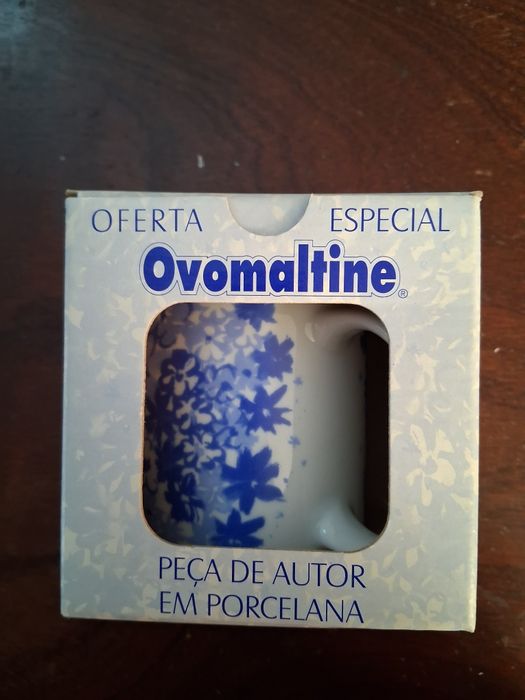 OFERTA ESPECIAL
Ovomaltine®
PEÇA DE AUTOR
EM PORCELANA